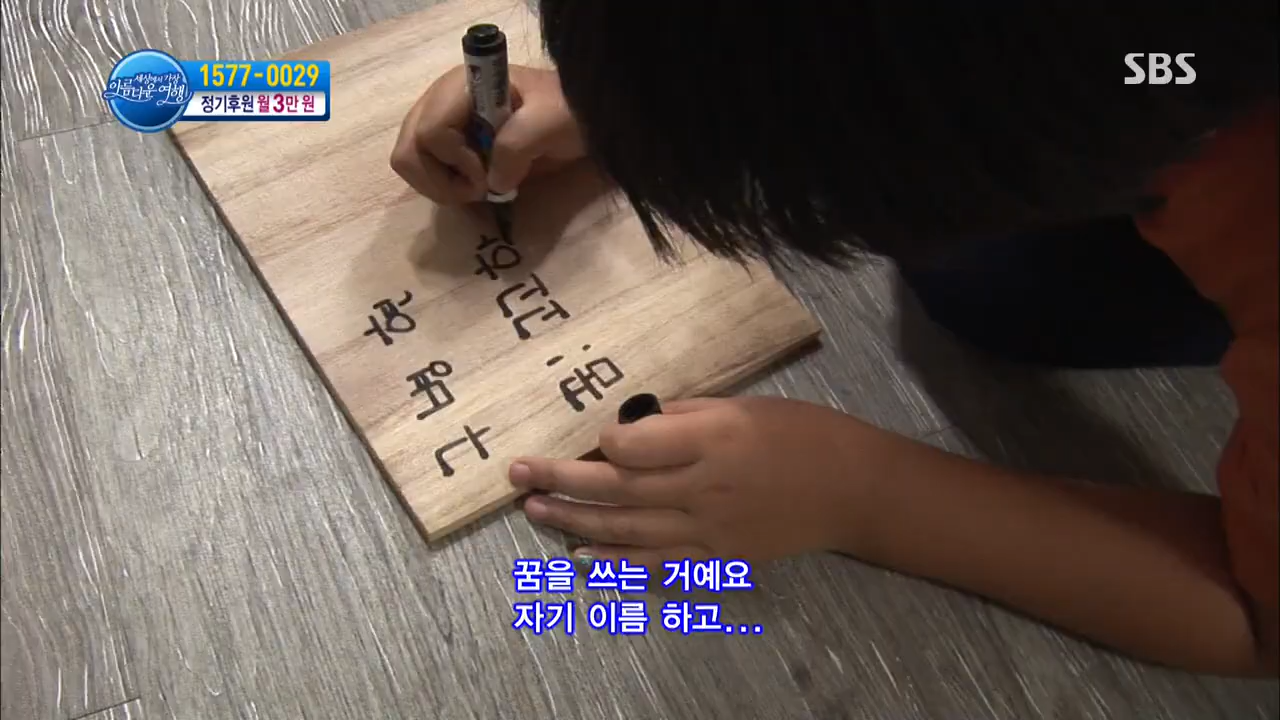 세상에서 가장
아름다운 여행
1577-0029
정기후원 월 3만 원
SBS
꿈:
꿈을 쓰는 거예요
자기 이름 하고...